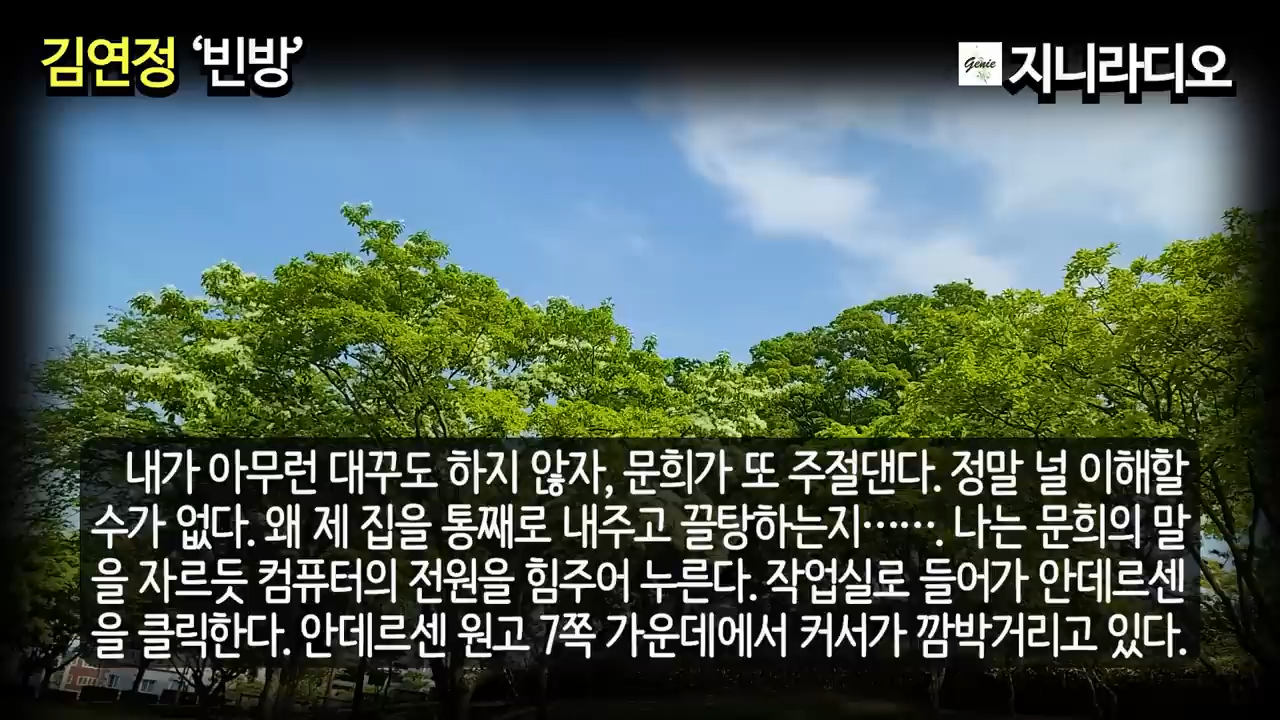 김연정 ‘빈방’
Genie
지니라디오
내가 아무런 대꾸도 하지 않자, 문희가 또 주절댄다. 정말 널 이해할
수가 없다. 왜 제 집을 통째로 내주고 끌탕하는지……. 나는 문희의 말
을 자르듯 컴퓨터의 전원을 힘주어 누른다. 작업실로 들어가 안데르센
을 클릭한다. 안데르센 원고 7쪽 가운데에서 커서가 깜박거리고 있다.